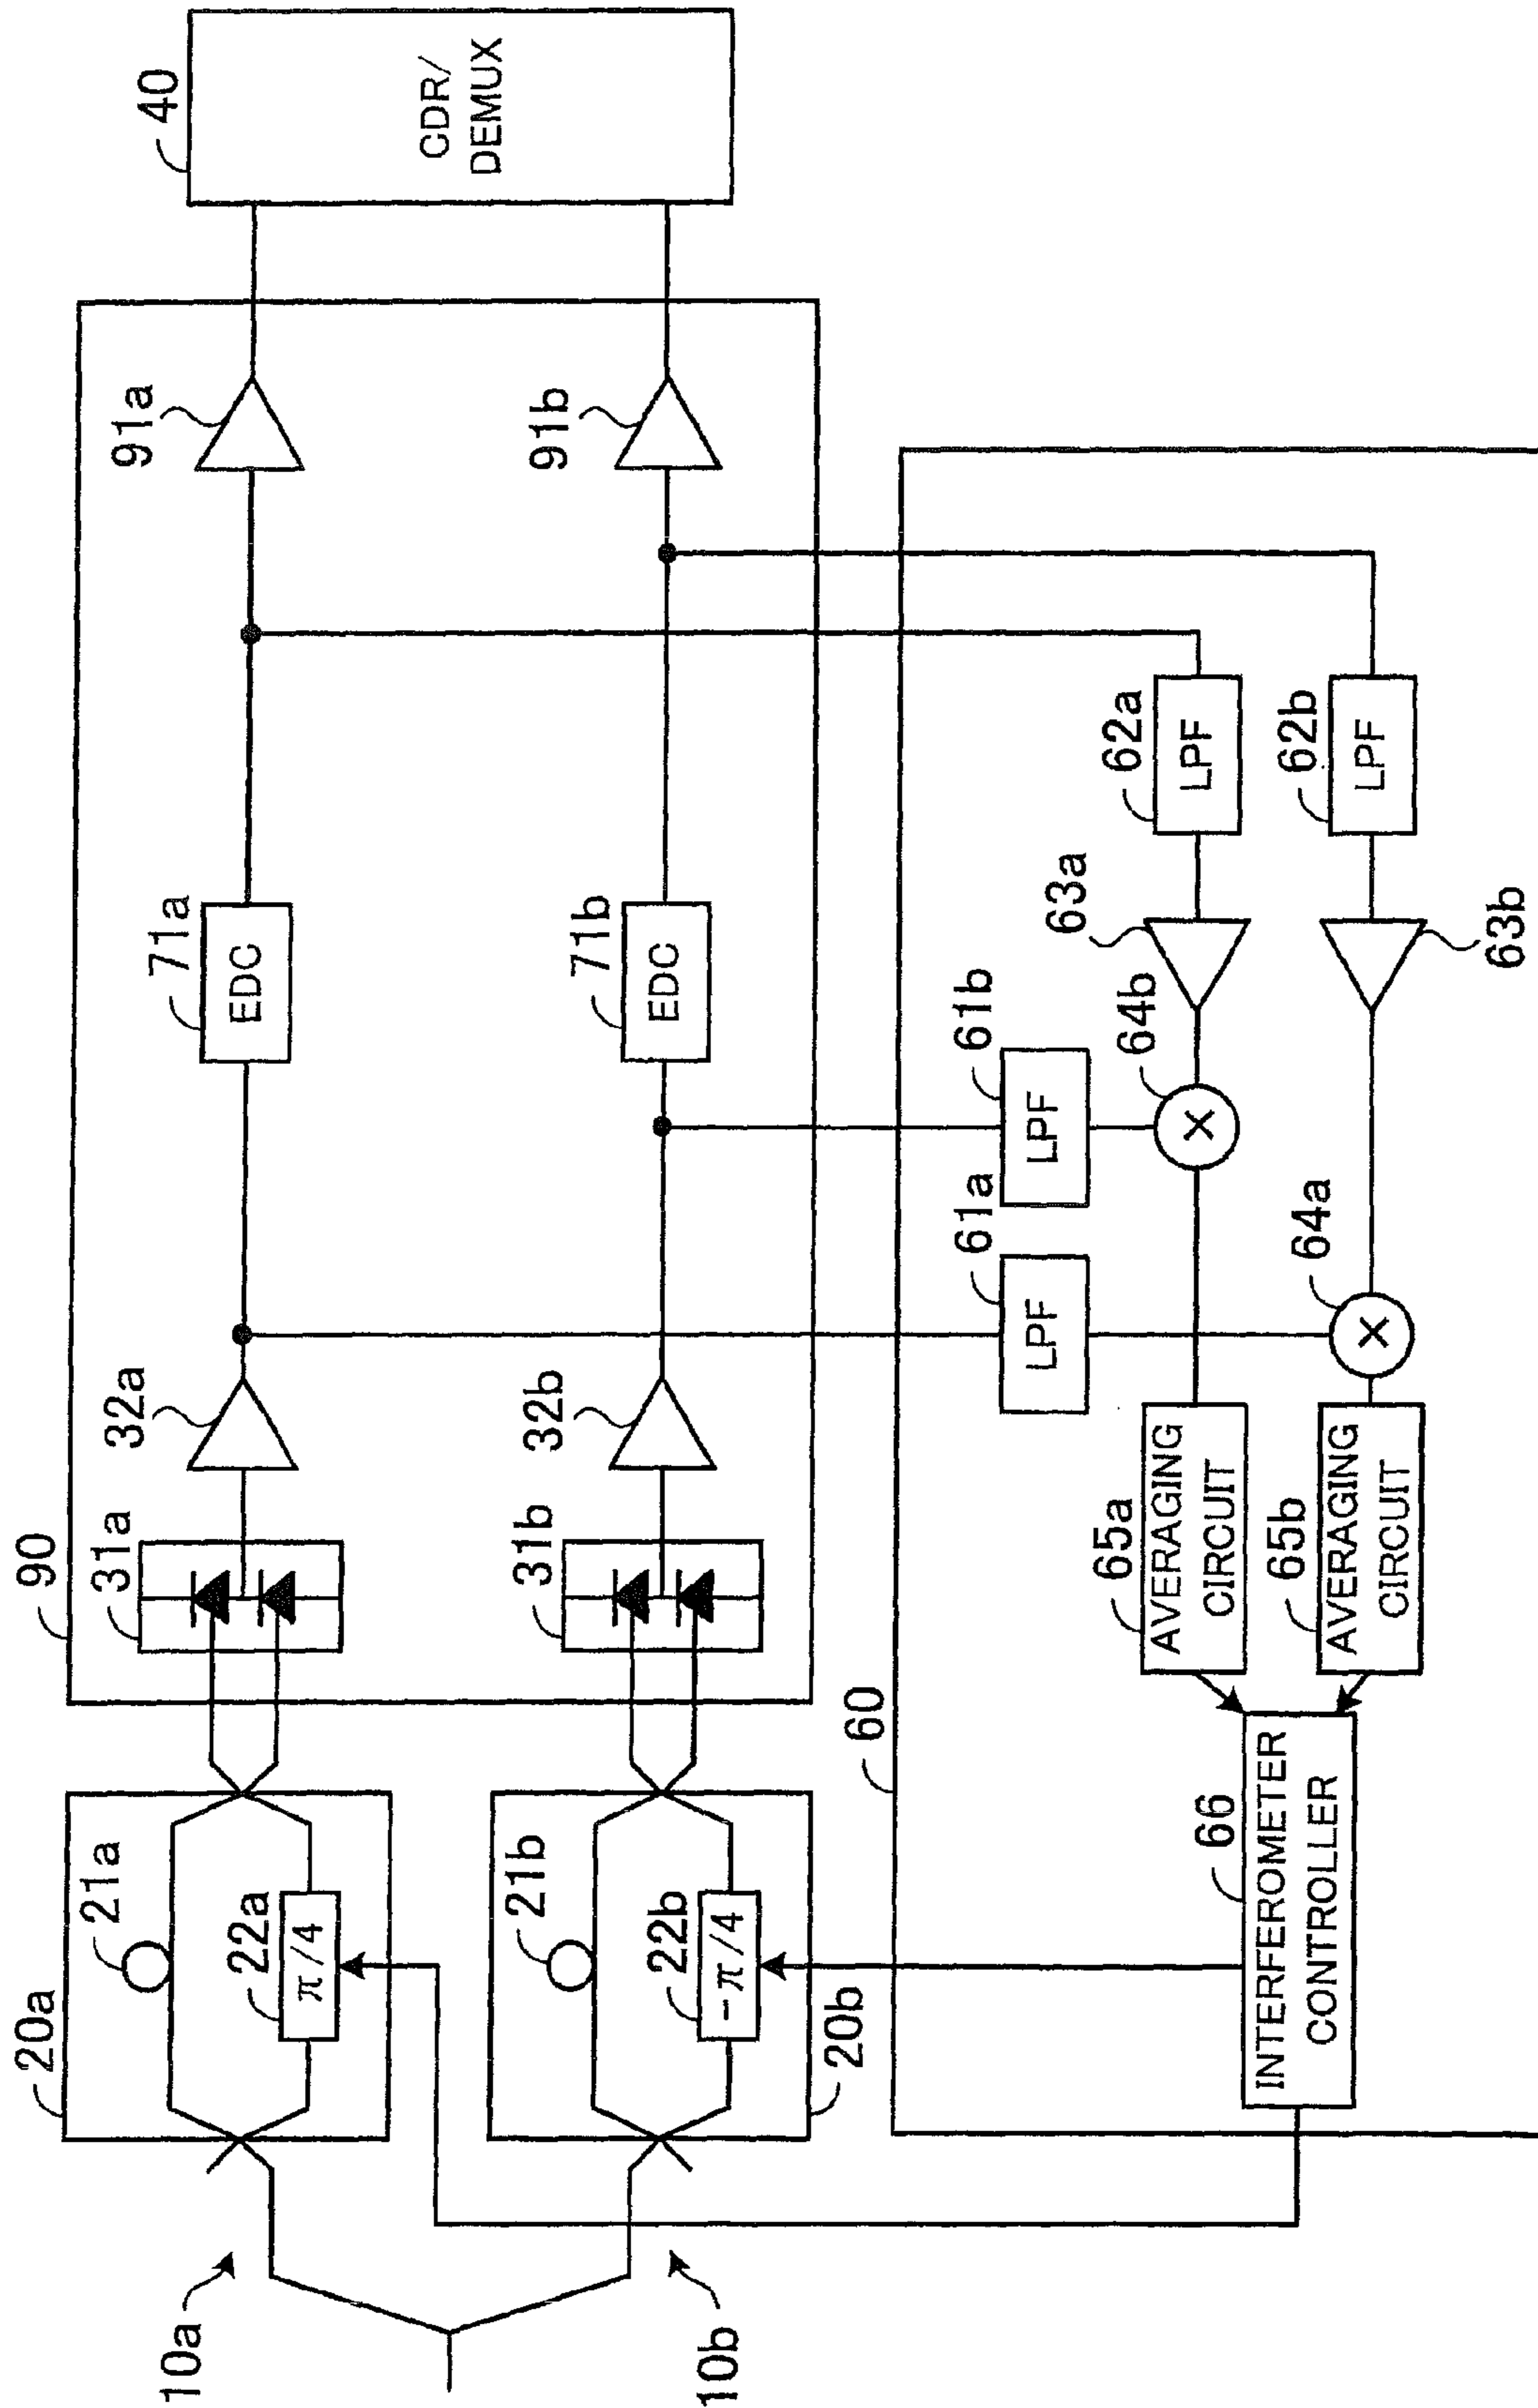 90
31a
32a
71a
EDC
91a
40
CDR/
DEMUX
31b
32b
71b
EDC
91b
20a
21a
22a
π/4
21b
22b
-π/4
20b
10a
10b
60
61a
LPF
61b
LPF
62a
LPF
62b
LPF
63a
63b
64b
×
64a
×
65a
AVERAGING
CIRCUIT
65b
AVERAGING
CIRCUIT
66
INTERFEROMETER
CONTROLLER